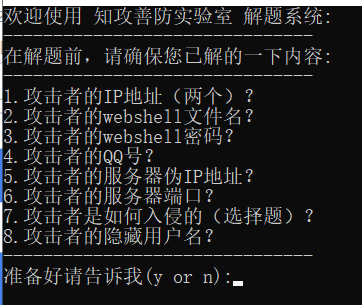 欢迎使用 知攻善防实验室 解题系统:
----------------------------------
在解题前,请确保您已解的一下内容:
----------------------------------
1.攻击者的IP地址（两个）？
2.攻击者的webshell文件名？
3.攻击者的webshell密码？
4.攻击者的QQ号？
5.攻击者的服务器伪IP地址？
6.攻击者的服务器端口？
7.攻击者是如何入侵的（选择题）？
8.攻击者的隐藏用户名？
----------------------------------
准备好请告诉我(y or n):